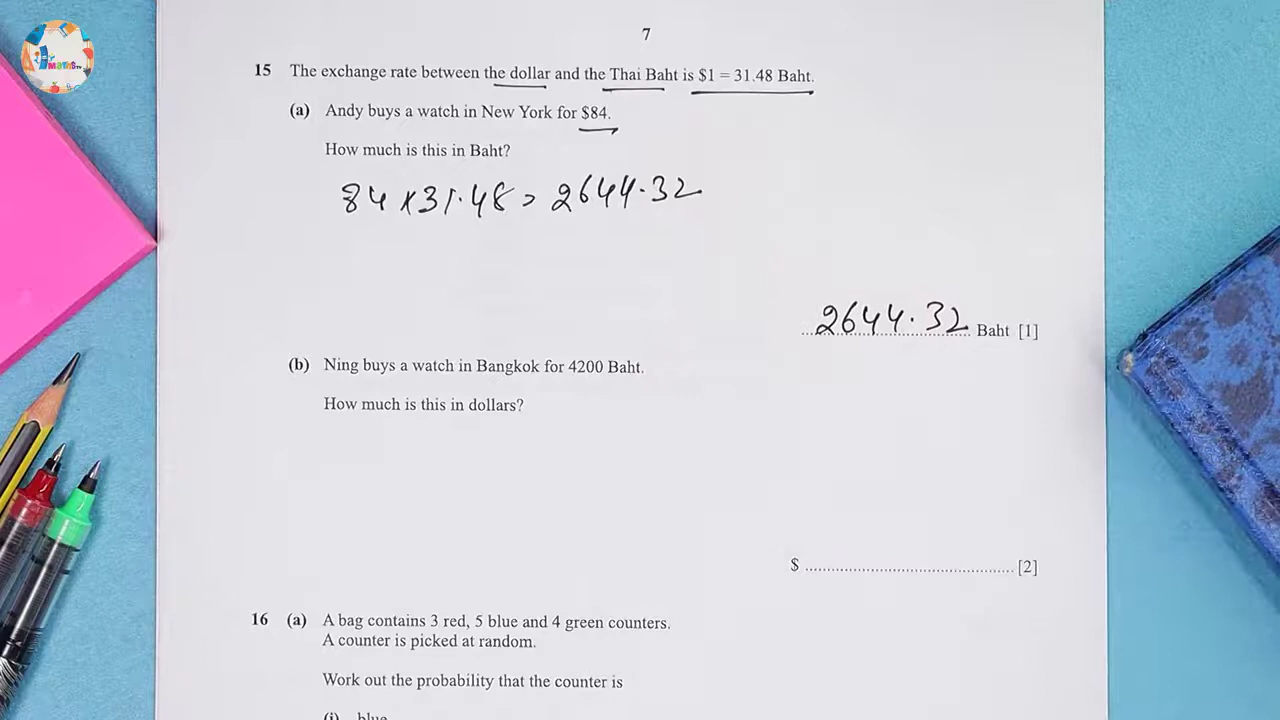 7
15 The exchange rate between the dollar and the Thai Baht is $1 = 31.48 Baht.
(a) Andy buys a watch in New York for $84.
How much is this in Baht?
84 × 31.48 = 2644.32
2644.32 Baht [1]
(b) Ning buys a watch in Bangkok for 4200 Baht.
How much is this in dollars?
$ ................................................ [2]
16 (a) A bag contains 3 red, 5 blue and 4 green counters.
A counter is picked at random.
Work out the probability that the counter is
(i) blue